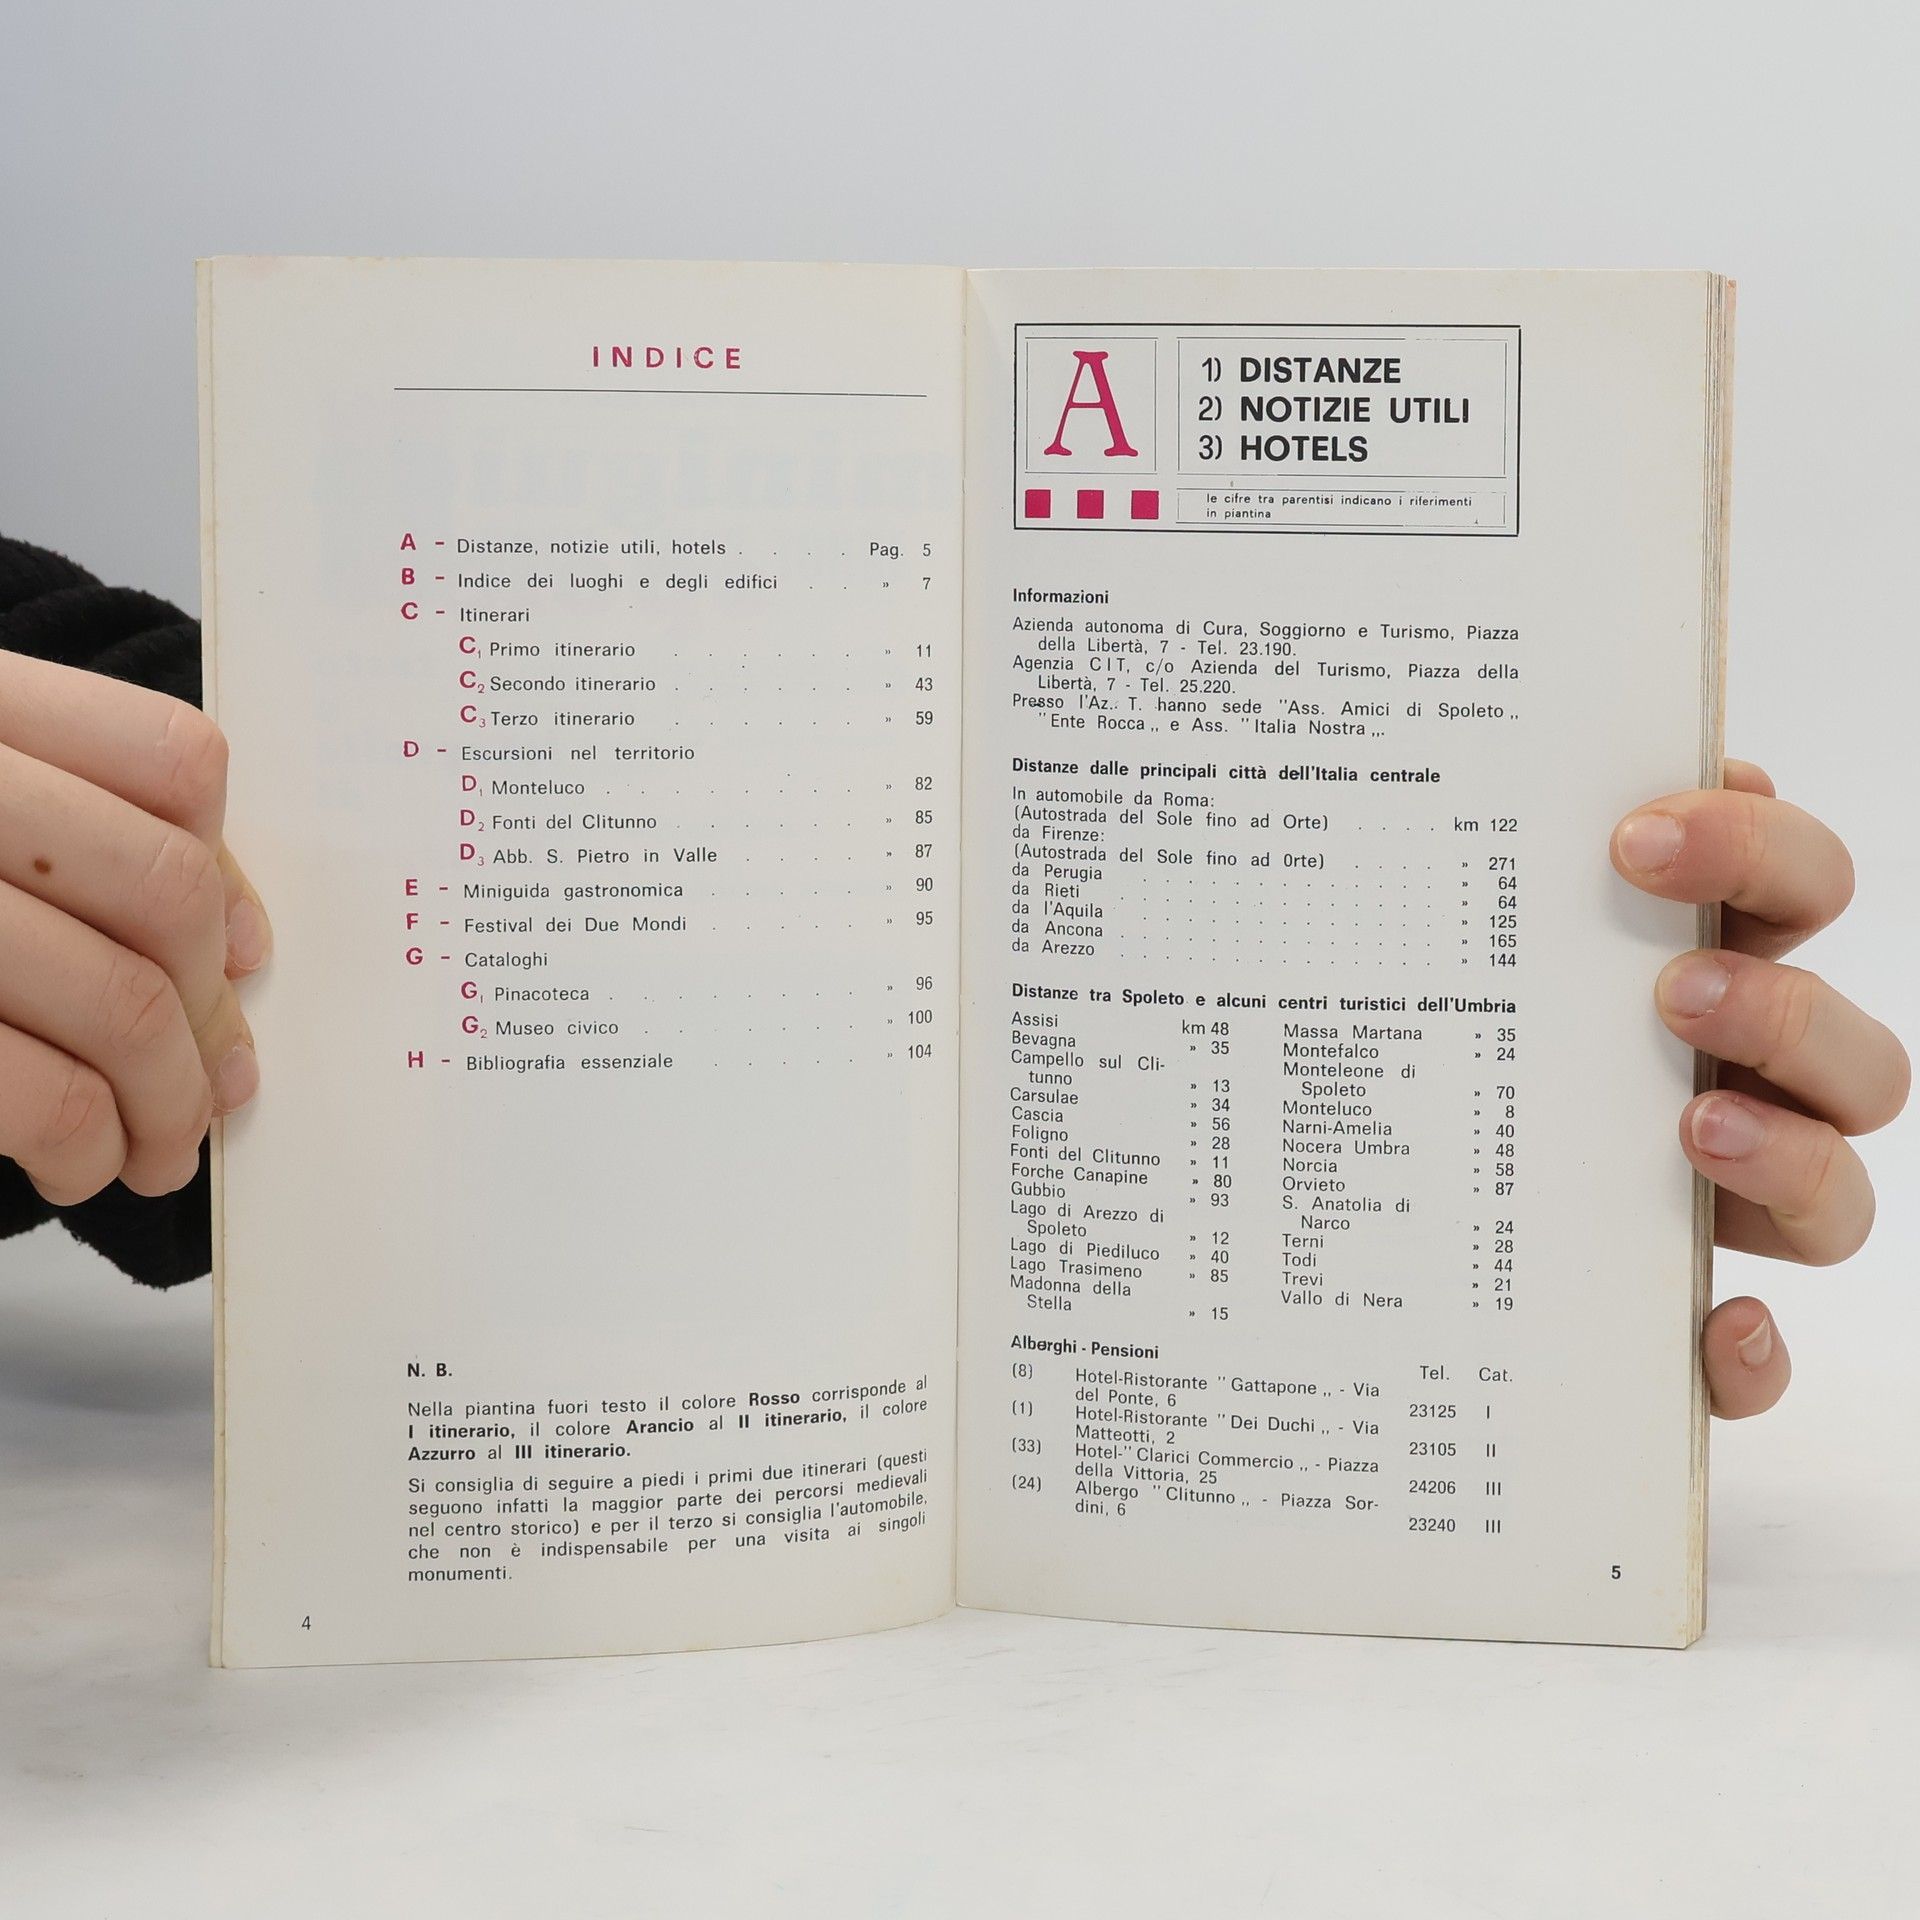 INDICE
A - Distanze, notizie utili, hotels . . . . Pag. 5
B - Indice dei luoghi e degli edifici . . » 7
C - Itinerari
C1 Primo itinerario . . . . . . » 11
C2 Secondo itinerario . . . . . . » 43
C3 Terzo itinerario . . . . . . » 59
D - Escursioni nel territorio
D1 Monteluco . . . . . . . . » 82
D2 Fonti del Clitunno . . . . . . » 85
D3 Abb. S. Pietro in Valle . . . . » 87
E - Miniguida gastronomica . . . . . » 90
F - Festival dei Due Mondi . . . . . » 95
G - Cataloghi
G1 Pinacoteca . . . . . . . . » 96
G2 Museo civico . . . . . . . » 100
H - Bibliografia essenziale . . . . . » 104
N. B.
Nella piantina fuori testo il colore Rosso corrisponde al
I itinerario, il colore Arancio al II itinerario, il colore
Azzurro al III itinerario.
Si consiglia di seguire a piedi i primi due itinerari (questi
seguono infatti la maggior parte dei percorsi medievali
nel centro storico) e per il terzo si consiglia l'automobile,
che non è indispensabile per una visita ai singoli
monumenti.
4
A
1) DISTANZE
2) NOTIZIE UTILI
3) HOTELS
le cifre tra parentisi indicano i riferimenti
in piantina
Informazioni
Azienda autonoma di Cura, Soggiorno e Turismo, Piazza
della Libertà, 7 - Tel. 23.190.
Agenzia CIT, c/o Azienda del Turismo, Piazza della
Libertà, 7 - Tel. 25.220.
Presso l'Az. T. hanno sede "Ass. Amici di Spoleto„
"Ente Rocca„ e Ass. "Italia Nostra„.
Distanze dalle principali città dell'Italia centrale
In automobile da Roma:
(Autostrada del Sole fino ad Orte) . . . . km 122
da Firenze:
(Autostrada del Sole fino ad Orte) . . . . » 271
da Perugia . . . . . . . . . . . . » 64
da Rieti . . . . . . . . . . . . . » 64
da l'Aquila . . . . . . . . . . . . » 125
da Ancona . . . . . . . . . . . . » 165
da Arezzo . . . . . . . . . . . . » 144
Distanze tra Spoleto e alcuni centri turistici dell'Umbria
Assisi km 48
Bevagna » 35
Campello sul Cli-
tunno » 13
Carsulae » 34
Cascia » 56
Foligno » 28
Fonti del Clitunno » 11
Forche Canapine » 80
Gubbio » 93
Lago di Arezzo di
Spoleto » 12
Lago di Piediluco » 40
Lago Trasimeno » 85
Madonna della
Stella » 15
Massa Martana » 35
Montefalco » 24
Monteleone di
Spoleto » 70
Monteluco » 8
Narni-Amelia » 40
Nocera Umbra » 48
Norcia » 58
Orvieto » 87
S. Anatolia di
Narco » 24
Terni » 28
Todi » 44
Trevi » 21
Vallo di Nera » 19
Alberghi - Pensioni
Tel. Cat.
(8) Hotel-Ristorante "Gattapone„ - Via
del Ponte, 6 23125 I
(1) Hotel-Ristorante "Dei Duchi„ - Via
Matteotti, 2 23105 II
(33) Hotel-"Clarici Commercio„ - Piazza
della Vittoria, 25 24206 III
(24) Albergo "Clitunno„ - Piazza Sor-
dini, 6 23240 III
5